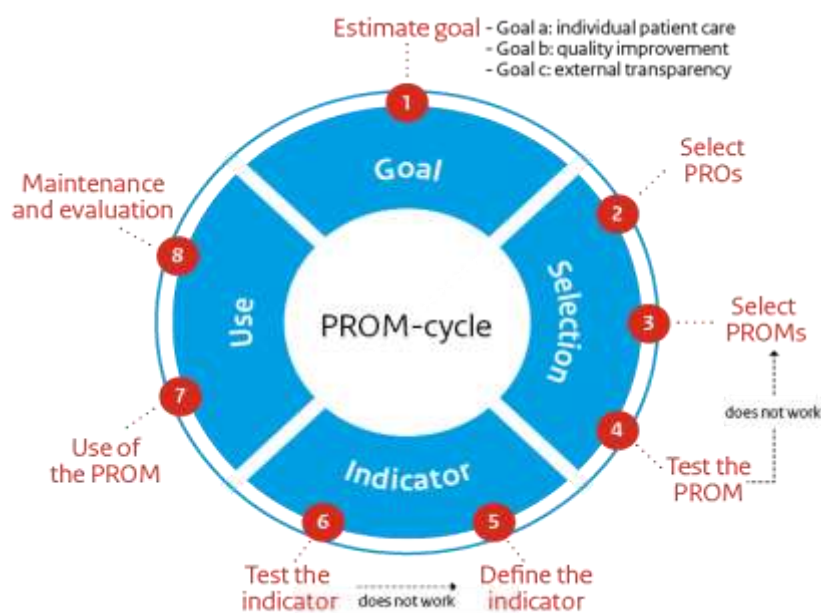 Estimate goal
- Goal a: individual patient care
- Goal b: quality improvement
- Goal c: external transparency
1
Goal
Select
PROs
2
Selection
3
Select
PROMs
does not work
4
Test the
PROM
Indicator
5
Define the
indicator
does not work
6
Test the
indicator
Use
7
Use of
the PROM
8
Maintenance
and evaluation
PROM-cycle